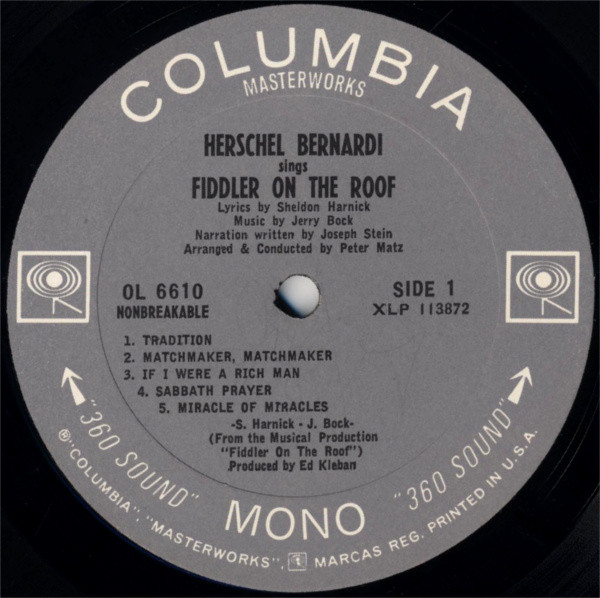 COLUMBIA
MASTERWORKS
HERSCHEL BERNARDI
sings
FIDDLER ON THE ROOF
Lyrics by Sheldon Harnick
Music by Jerry Bock
Narration written by Joseph Stein
Arranged & Conducted by Peter Matz
OL 6610
NONBREAKABLE
SIDE 1
XLP 113872
1. TRADITION
2. MATCHMAKER, MATCHMAKER
3. IF I WERE A RICH MAN
4. SABBATH PRAYER
5. MIRACLE OF MIRACLES
-S. Harnick - J. Bock-
(From the Musical Production
"Fiddler On The Roof")
Produced by Ed Kleban
"360 SOUND"
MONO
"360 SOUND"
®"COLUMBIA", "MASTERWORKS", MARCAS REG. PRINTED IN U.S.A.